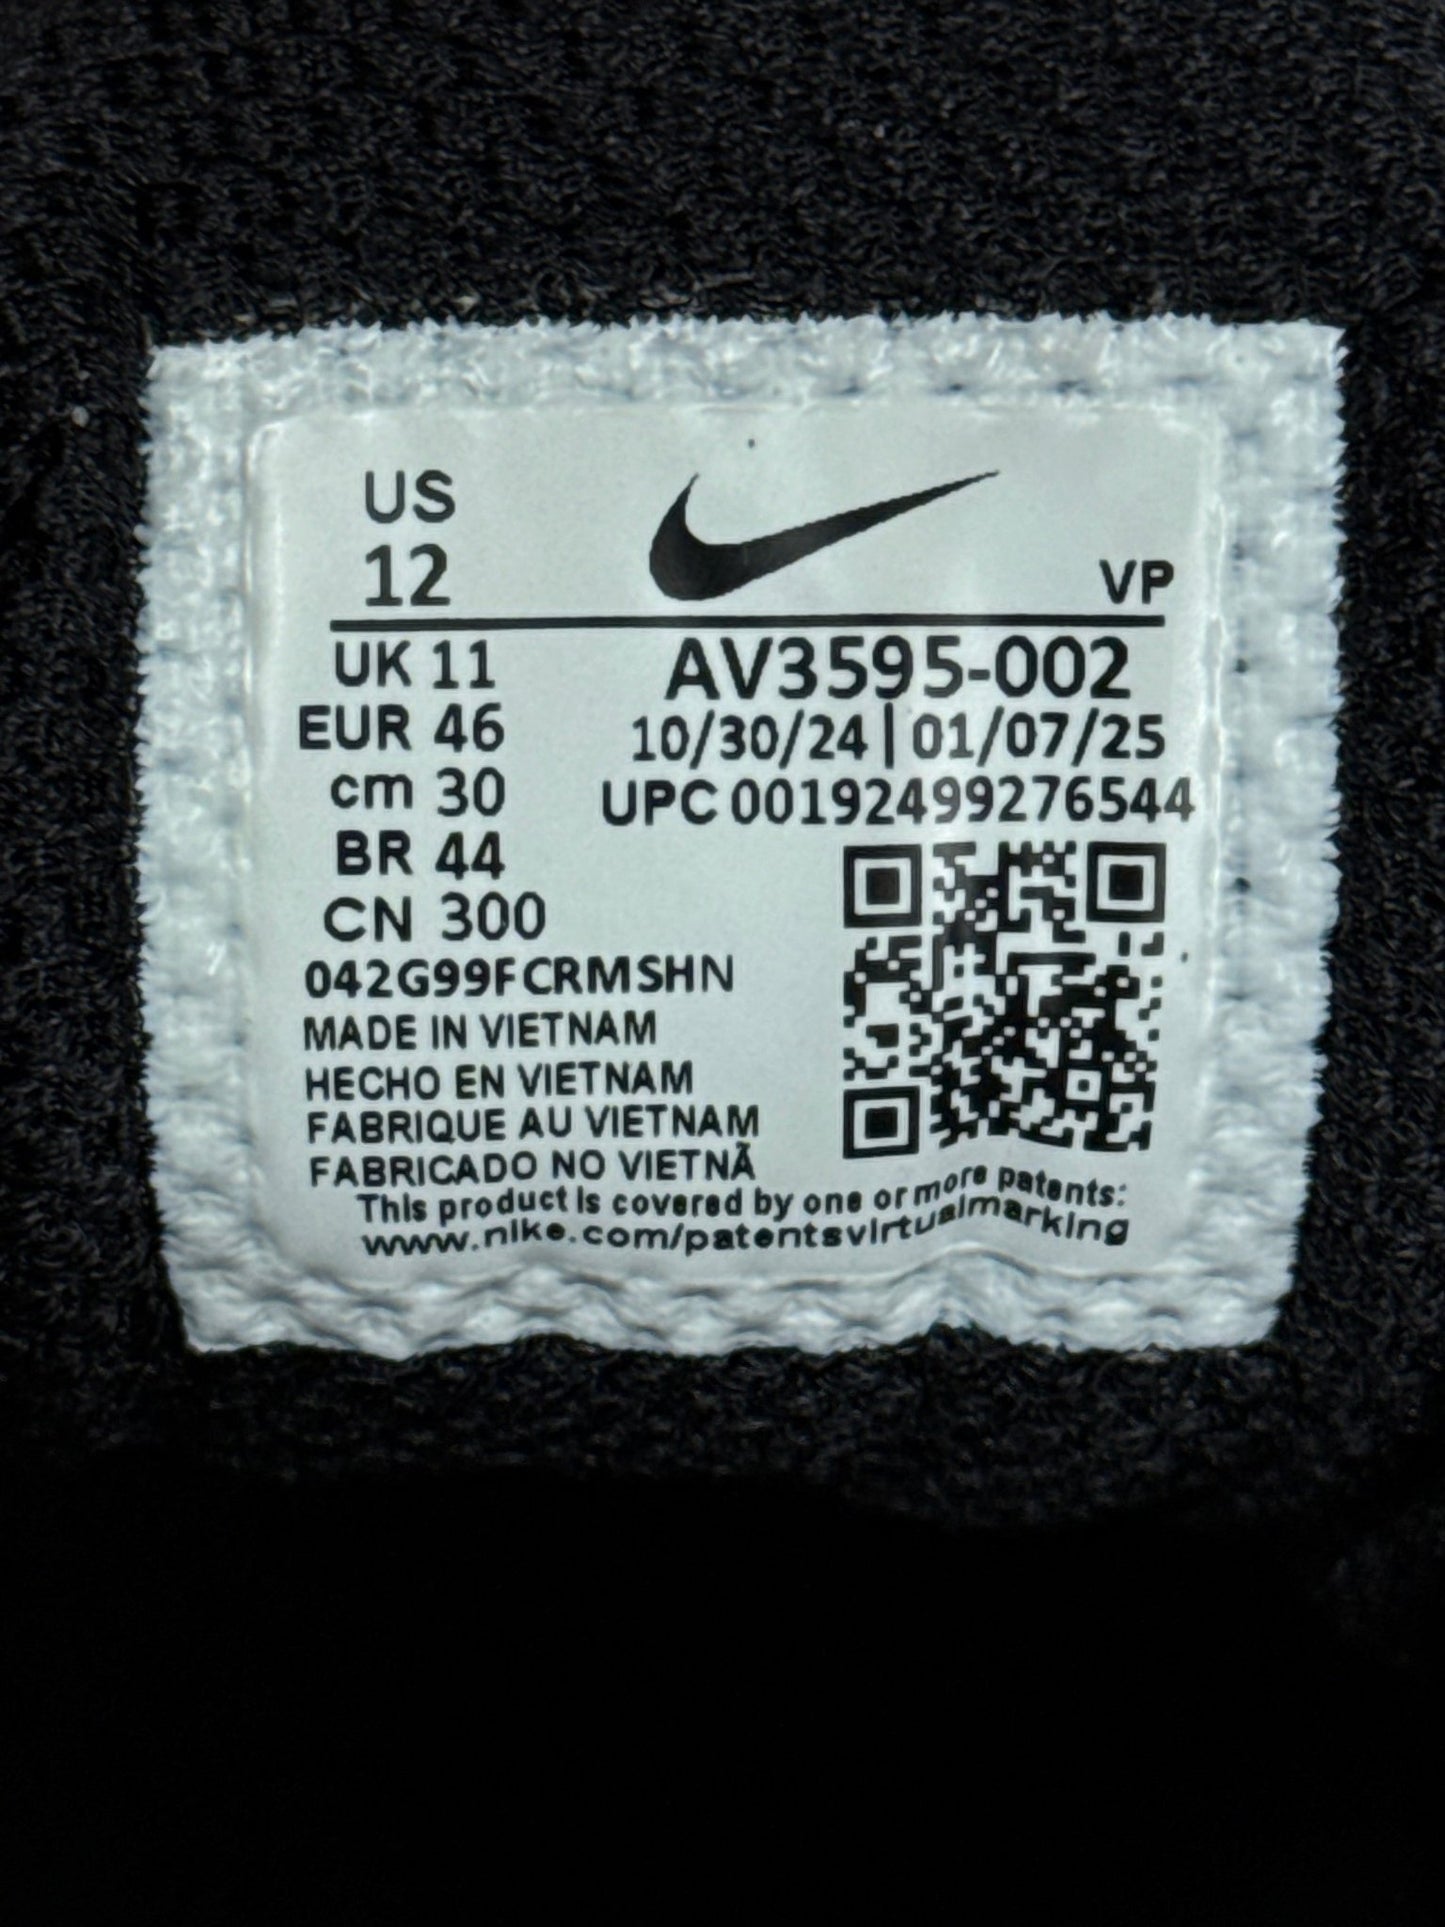 US
12
VP
UK 11
EUR 46
cm 30
BR 44
CN 300
AV3595-002
10/30/24 | 01/07/25
UPC 00192499276544
042G99FCRMSHN
MADE IN VIETNAM
HECHO EN VIETNAM
FABRIQUE AU VIETNAM
FABRICADO NO VIETNÃ
This product is covered by one or more patents:
www.nike.com/patentsvirtualmarking